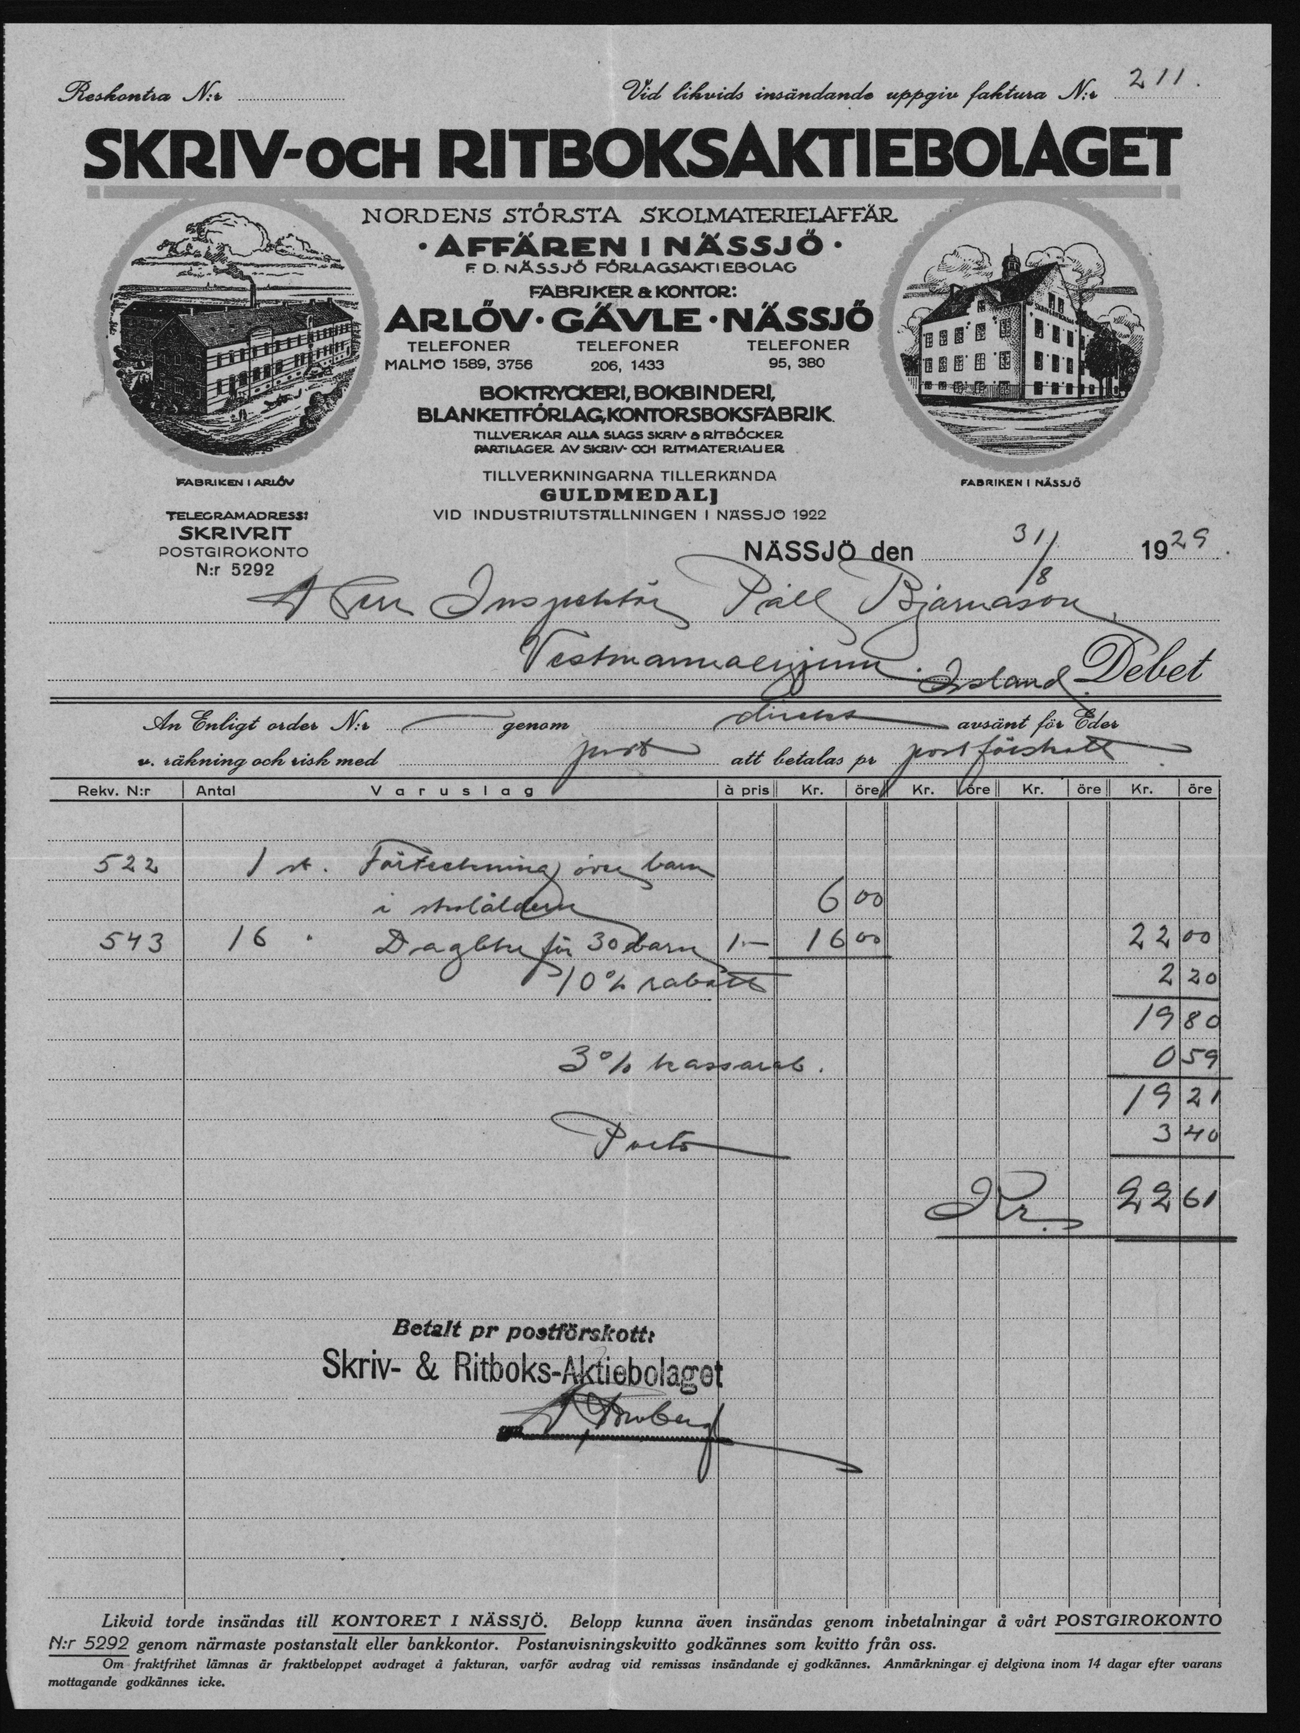 Reskontra N:r
Vid likvids insändande uppgiv faktura N:r 211.
SKRIV- OCH RITBOKSAKTIEBOLAGET
NORDENS STÖRSTA SKOLMATERIELAFFÄR
· AFFÄREN I NÄSSJÖ ·
F. D. NÄSSJÖ FÖRLAGSAKTIEBOLAG
FABRIKER & KONTOR:
ARLÖV · GÄVLE · NÄSSJÖ
TELEFONER TELEFONER TELEFONER
MALMÖ 1589, 3756 206, 1433 95, 380
BOKTRYCKERI, BOKBINDERI,
BLANKETTFÖRLAG, KONTORSBOKSFABRIK.
TILLVERKAR ALLA SLAGS SKRIV- & RITBÖCKER
PARTILAGER AV SKRIV- OCH RITMATERIALIER
TILLVERKNINGARNA TILLERKÄNDA
GULDMEDALJ
VID INDUSTRIUTSTÄLLNINGEN I NÄSSJÖ 1922
FABRIKEN I ARLÖV
FABRIKEN I NÄSSJÖ
TELEGRAMADRESS:
SKRIVRIT
POSTGIROKONTO
N:r 5292
NÄSSJÖ den 31/8 1929.
Herr Inspektör Páll Bjarnason,
Vestmannaeyjum. Island. Debet
An Enligt order N:r — genom direkt avsänt för Eder
v. räkning och risk med post att betalas pr postförskott
Rekv. N:r Antal Varuslag à pris Kr. öre Kr. öre Kr. öre Kr. öre
522 1 st. Förteckning över barn
i skolåldern 6 00
543 16 " Dagbk för 30 barn 1.— 16 00 22 00
10% rabatt 2 20
19 80
3% kassarab. 0 59
19 21
Porto 3 40
Kr. 22 61
Betalt pr postförskott:
Skriv- & Ritboks-Aktiebolaget
Likvid torde insändas till KONTORET I NÄSSJÖ. Belopp kunna även insändas genom inbetalningar å vårt POSTGIROKONTO
N:r 5292 genom närmaste postanstalt eller bankkontor. Postanvisningskvitto godkännes som kvitto från oss.
Om fraktfrihet lämnas är fraktbeloppet avdraget å fakturan, varför avdrag vid remissas insändande ej godkännes. Anmärkningar ej delgivna inom 14 dagar efter varans
mottagande godkännes icke.